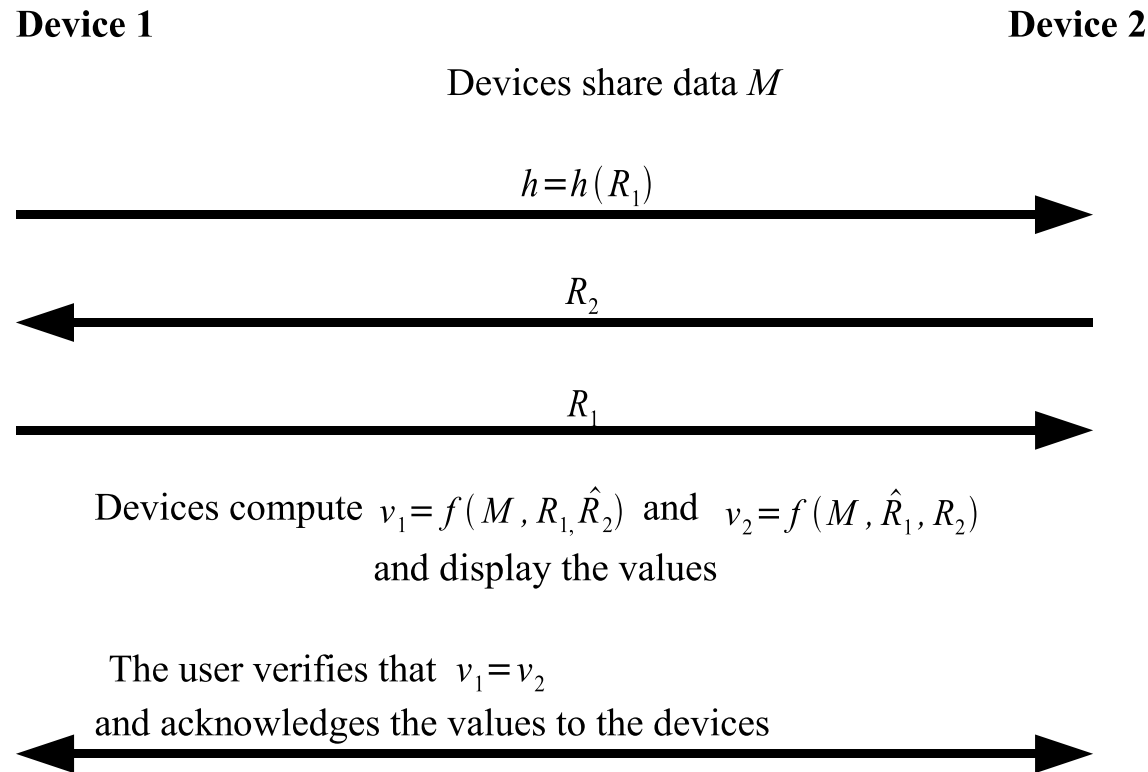 Device 1 Device 2
Devices share data M
h=h(R₁)
R₂
R₁
Devices compute v₁=f(M, R₁, R̂₂) and v₂=f(M, R̂₁, R₂)
and display the values
The user verifies that v₁=v₂
and acknowledges the values to the devices